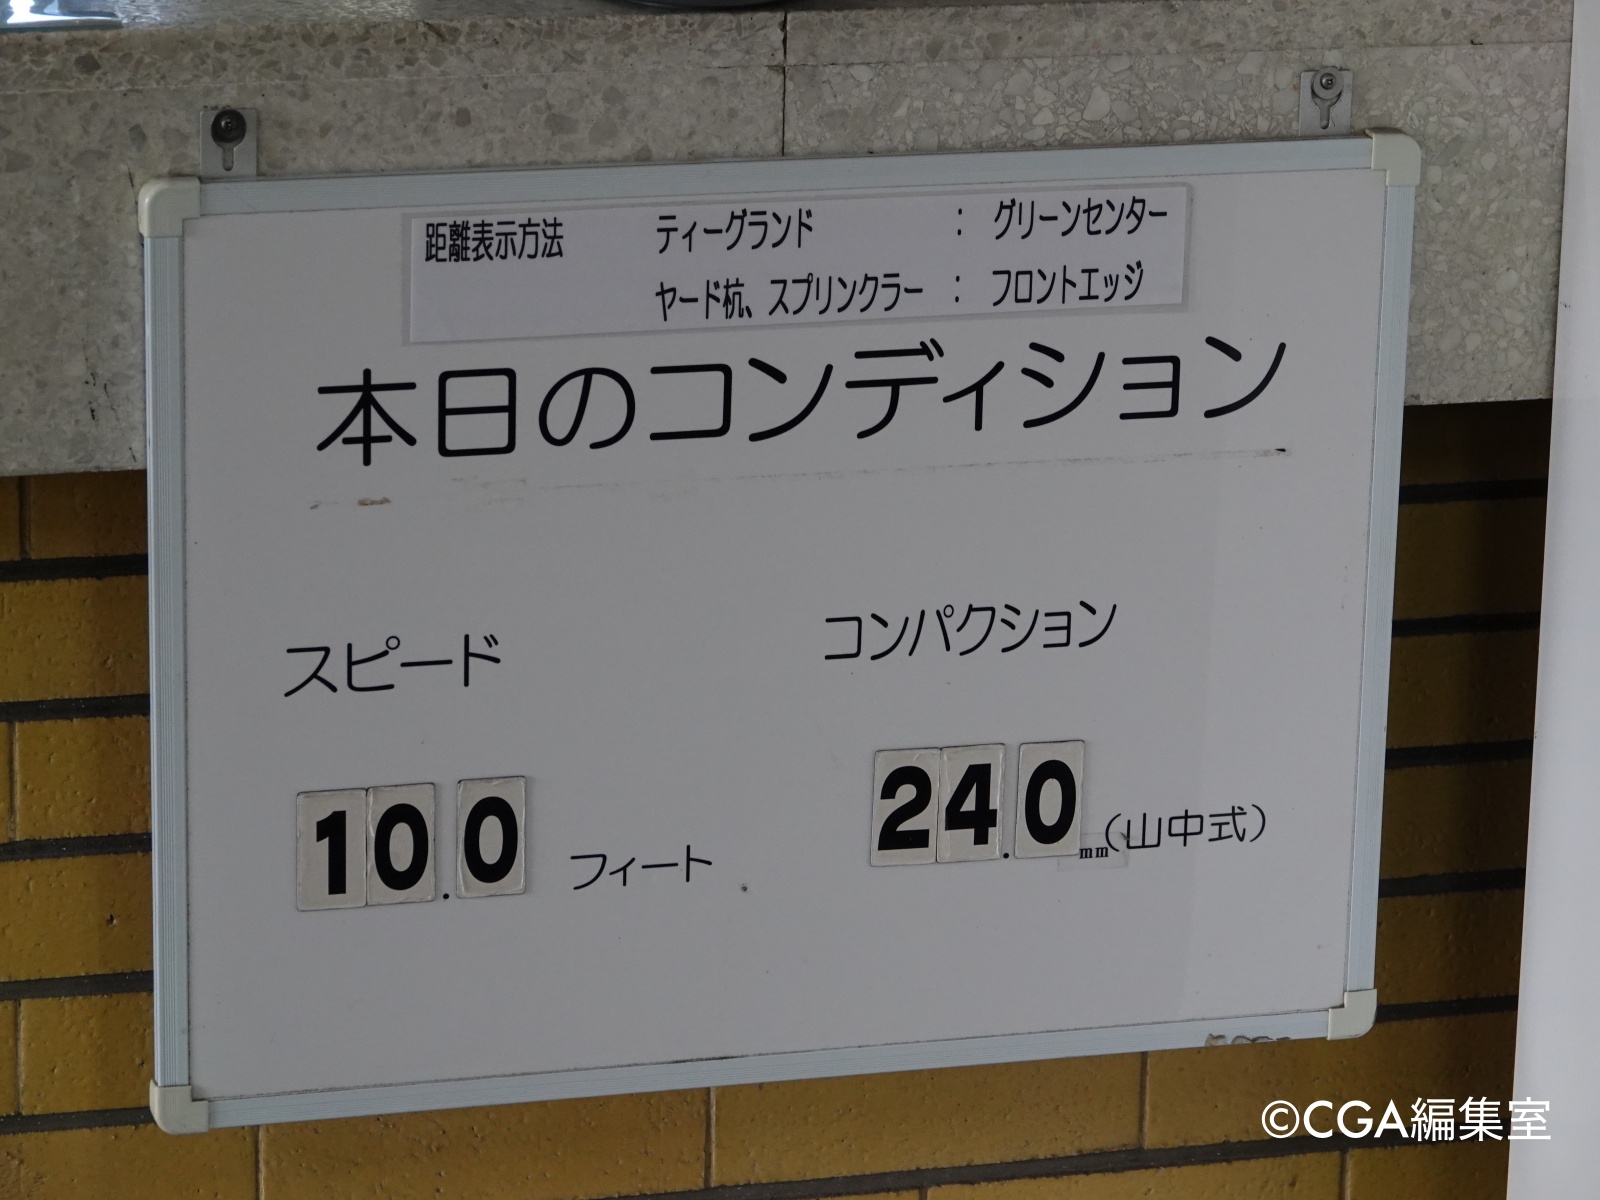 距離表示方法 ティーグランド : グリーンセンター
ヤード杭、スプリンクラー : フロントエッジ
本日のコンディション
スピード
コンパクション
10.0 フィート
24.0 mm(山中式)
©CGA編集室